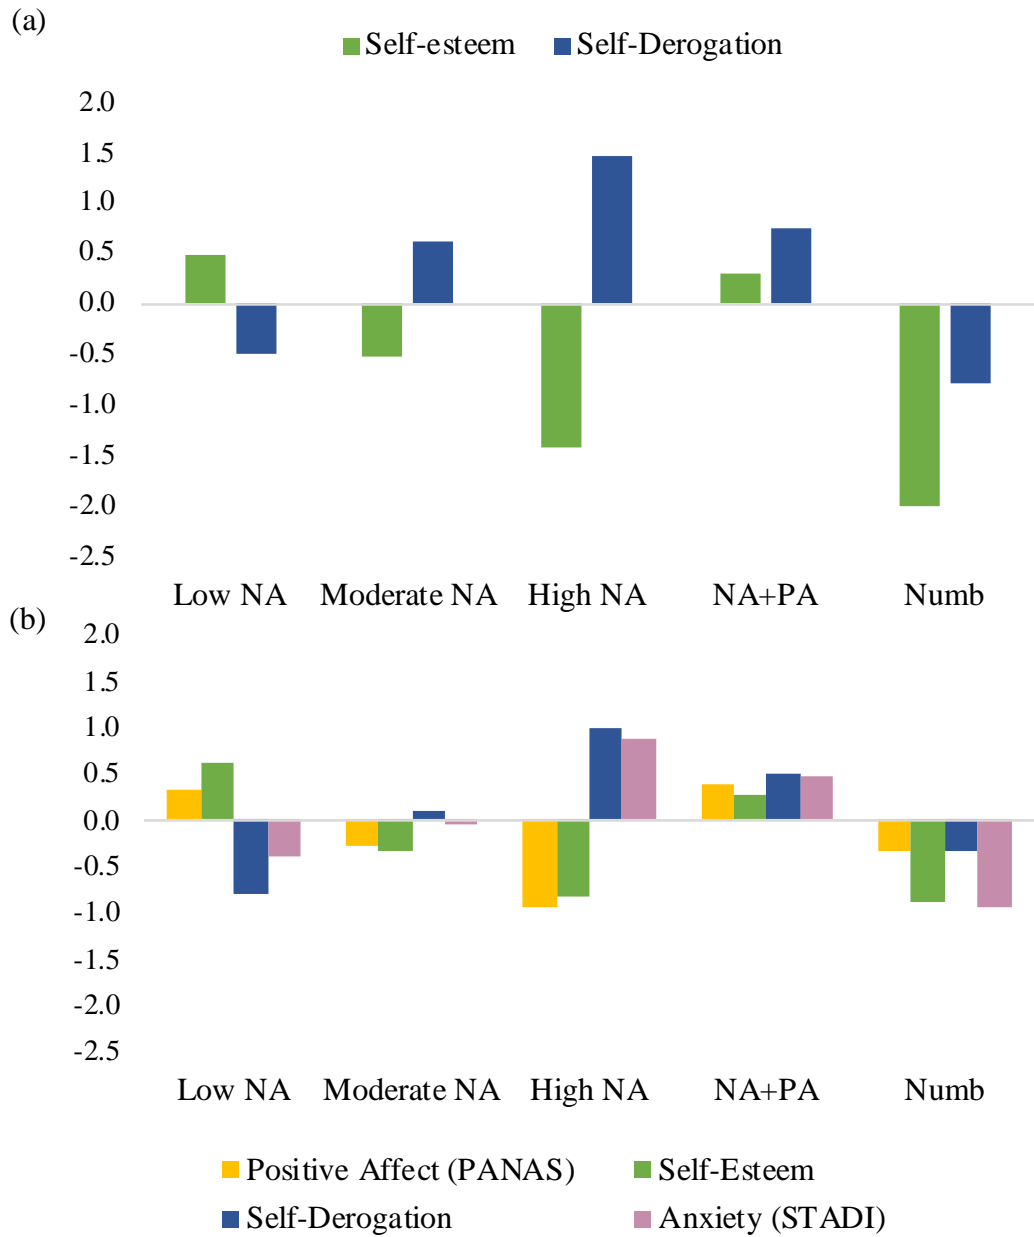 (a)
Self-esteem Self-Derogation
2.0
1.5
1.0
0.5
0.0
-0.5
-1.0
-1.5
-2.0
-2.5
Low NA Moderate NA High NA NA+PA Numb
(b)
2.0
1.5
1.0
0.5
0.0
-0.5
-1.0
-1.5
-2.0
-2.5
Low NA Moderate NA High NA NA+PA Numb
Positive Affect (PANAS) Self-Esteem
Self-Derogation Anxiety (STADI)